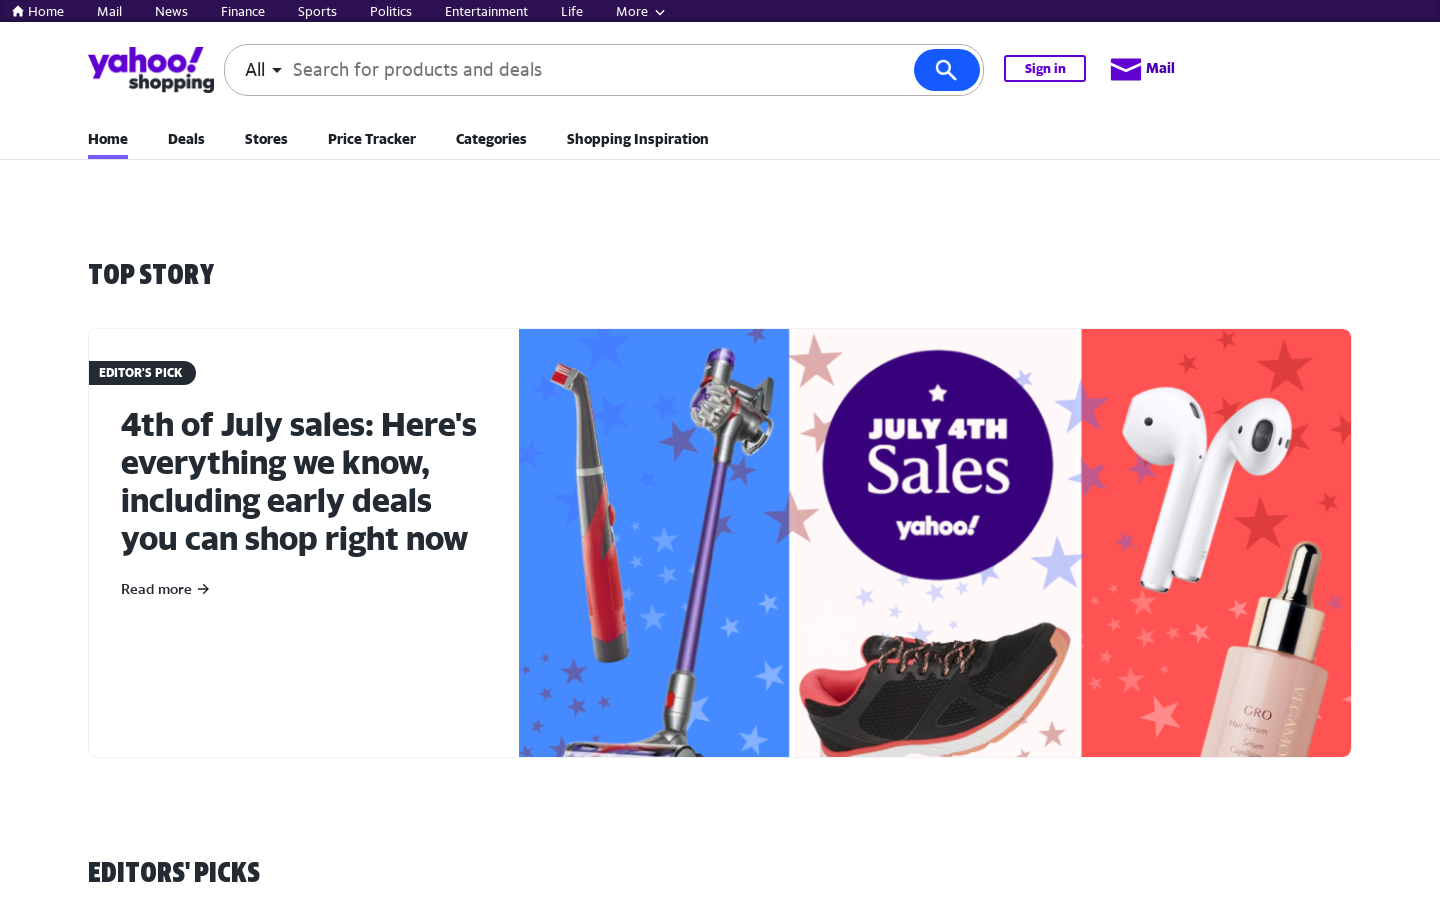 Home Mail News Finance Sports Politics Entertainment Life More
yahoo!
shopping
All Search for products and deals
Sign in
Mail
Home Deals Stores Price Tracker Categories Shopping Inspiration
TOP STORY
EDITOR'S PICK
4th of July sales: Here's
everything we know,
including early deals
you can shop right now
Read more
JULY 4TH
Sales
yahoo!
GRO
Hair Serum
Sérum
EDITORS' PICKS